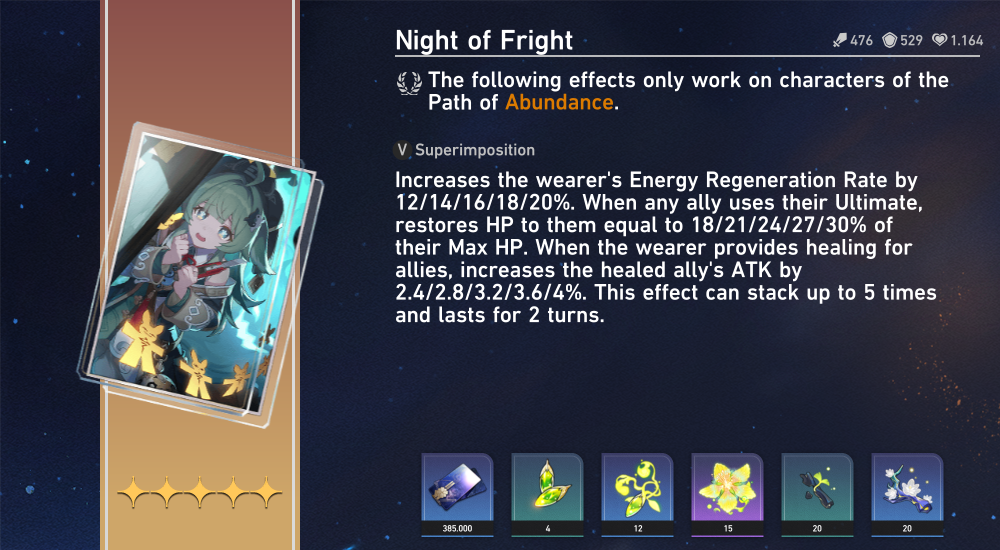 Night of Fright
476 529 1.164
The following effects only work on characters of the
Path of Abundance.
V Superimposition
Increases the wearer's Energy Regeneration Rate by
12/14/16/18/20%. When any ally uses their Ultimate,
restores HP to them equal to 18/21/24/27/30% of
their Max HP. When the wearer provides healing for
allies, increases the healed ally's ATK by
2.4/2.8/3.2/3.6/4%. This effect can stack up to 5 times
and lasts for 2 turns.
385.000 4 12 15 20 20